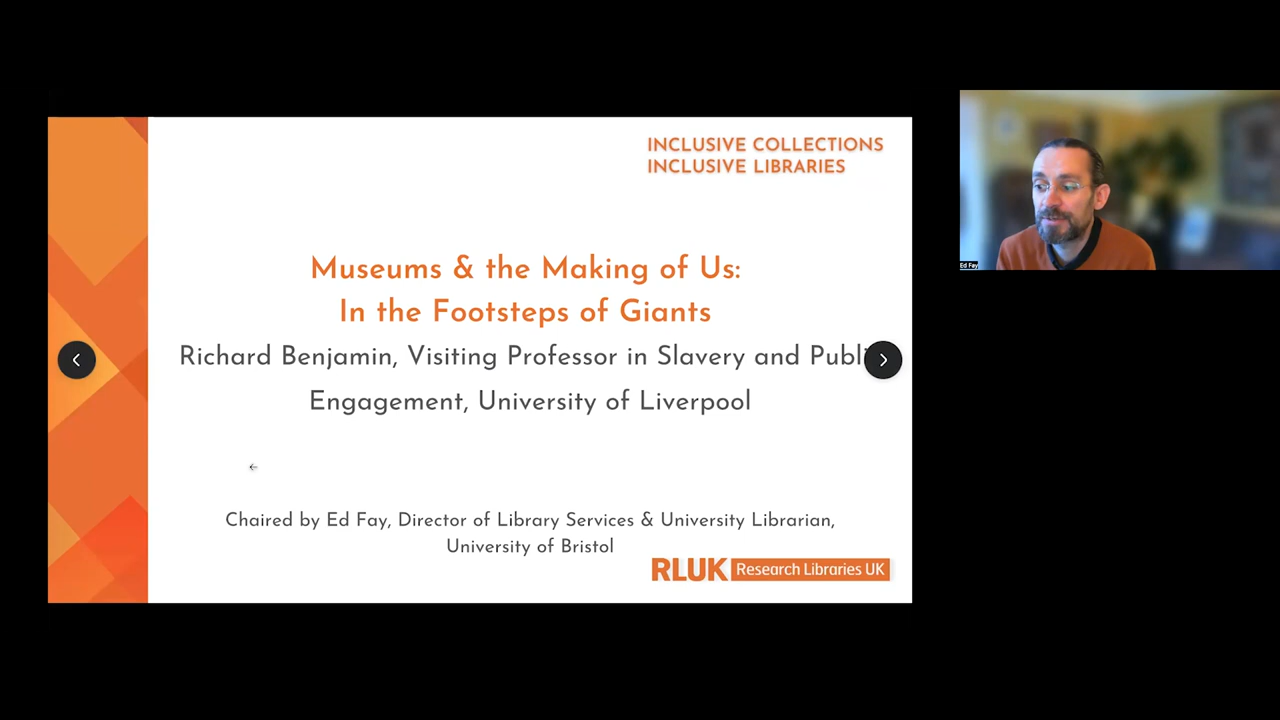 INCLUSIVE COLLECTIONS
INCLUSIVE LIBRARIES
Museums & the Making of Us:
In the Footsteps of Giants
Richard Benjamin, Visiting Professor in Slavery and Publi
Engagement, University of Liverpool
Chaired by Ed Fay, Director of Library Services & University Librarian,
University of Bristol
RLUK Research Libraries UK
Ed Fay